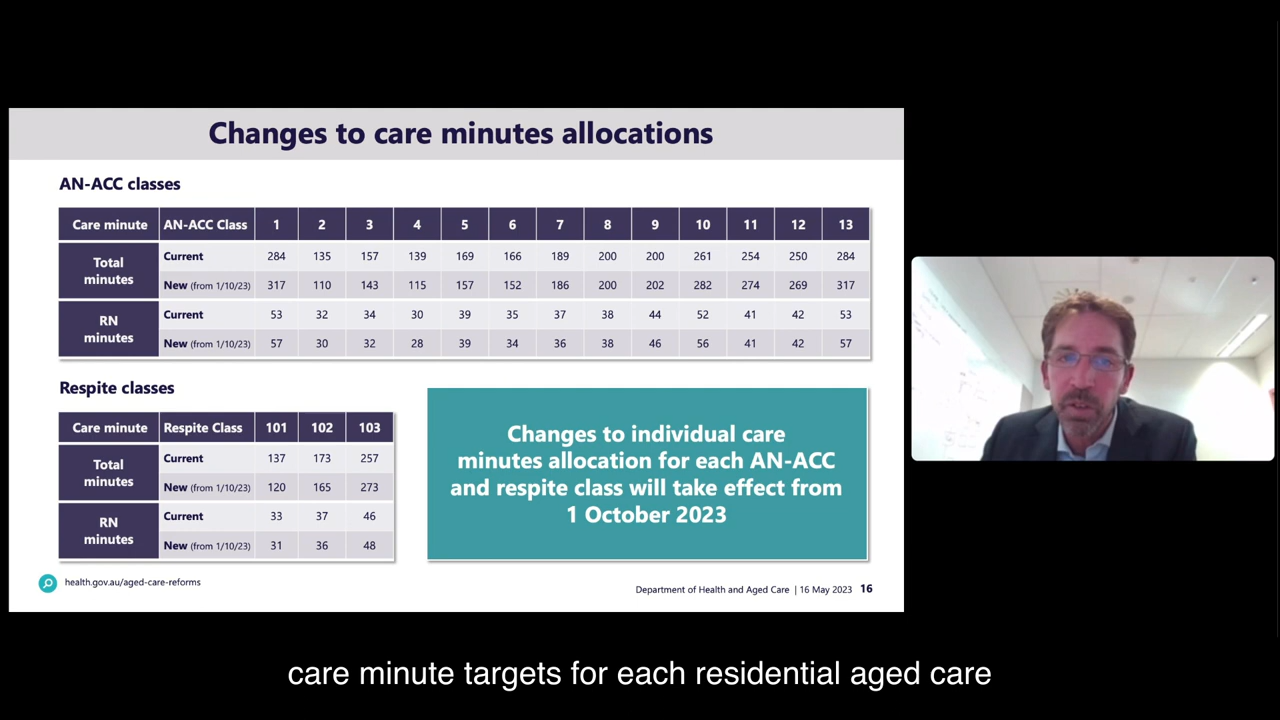 Changes to care minutes allocations
AN-ACC classes
Care minute AN-ACC Class 1 2 3 4 5 6 7 8 9 10 11 12 13
Total minutes Current 284 135 157 139 169 166 189 200 200 261 254 250 284
New (from 1/10/23) 317 110 143 115 157 152 186 200 202 282 274 269 317
RN minutes Current 53 32 34 30 39 35 37 38 44 52 41 42 53
New (from 1/10/23) 57 30 32 28 39 34 36 38 46 56 41 42 57
Respite classes
Care minute Respite Class 101 102 103
Total minutes Current 137 173 257
New (from 1/10/23) 120 165 273
RN minutes Current 33 37 46
New (from 1/10/23) 31 36 48
Changes to individual care
minutes allocation for each AN-ACC
and respite class will take effect from
1 October 2023
health.gov.au/aged-care-reforms
Department of Health and Aged Care | 16 May 2023 16
care minute targets for each residential aged care